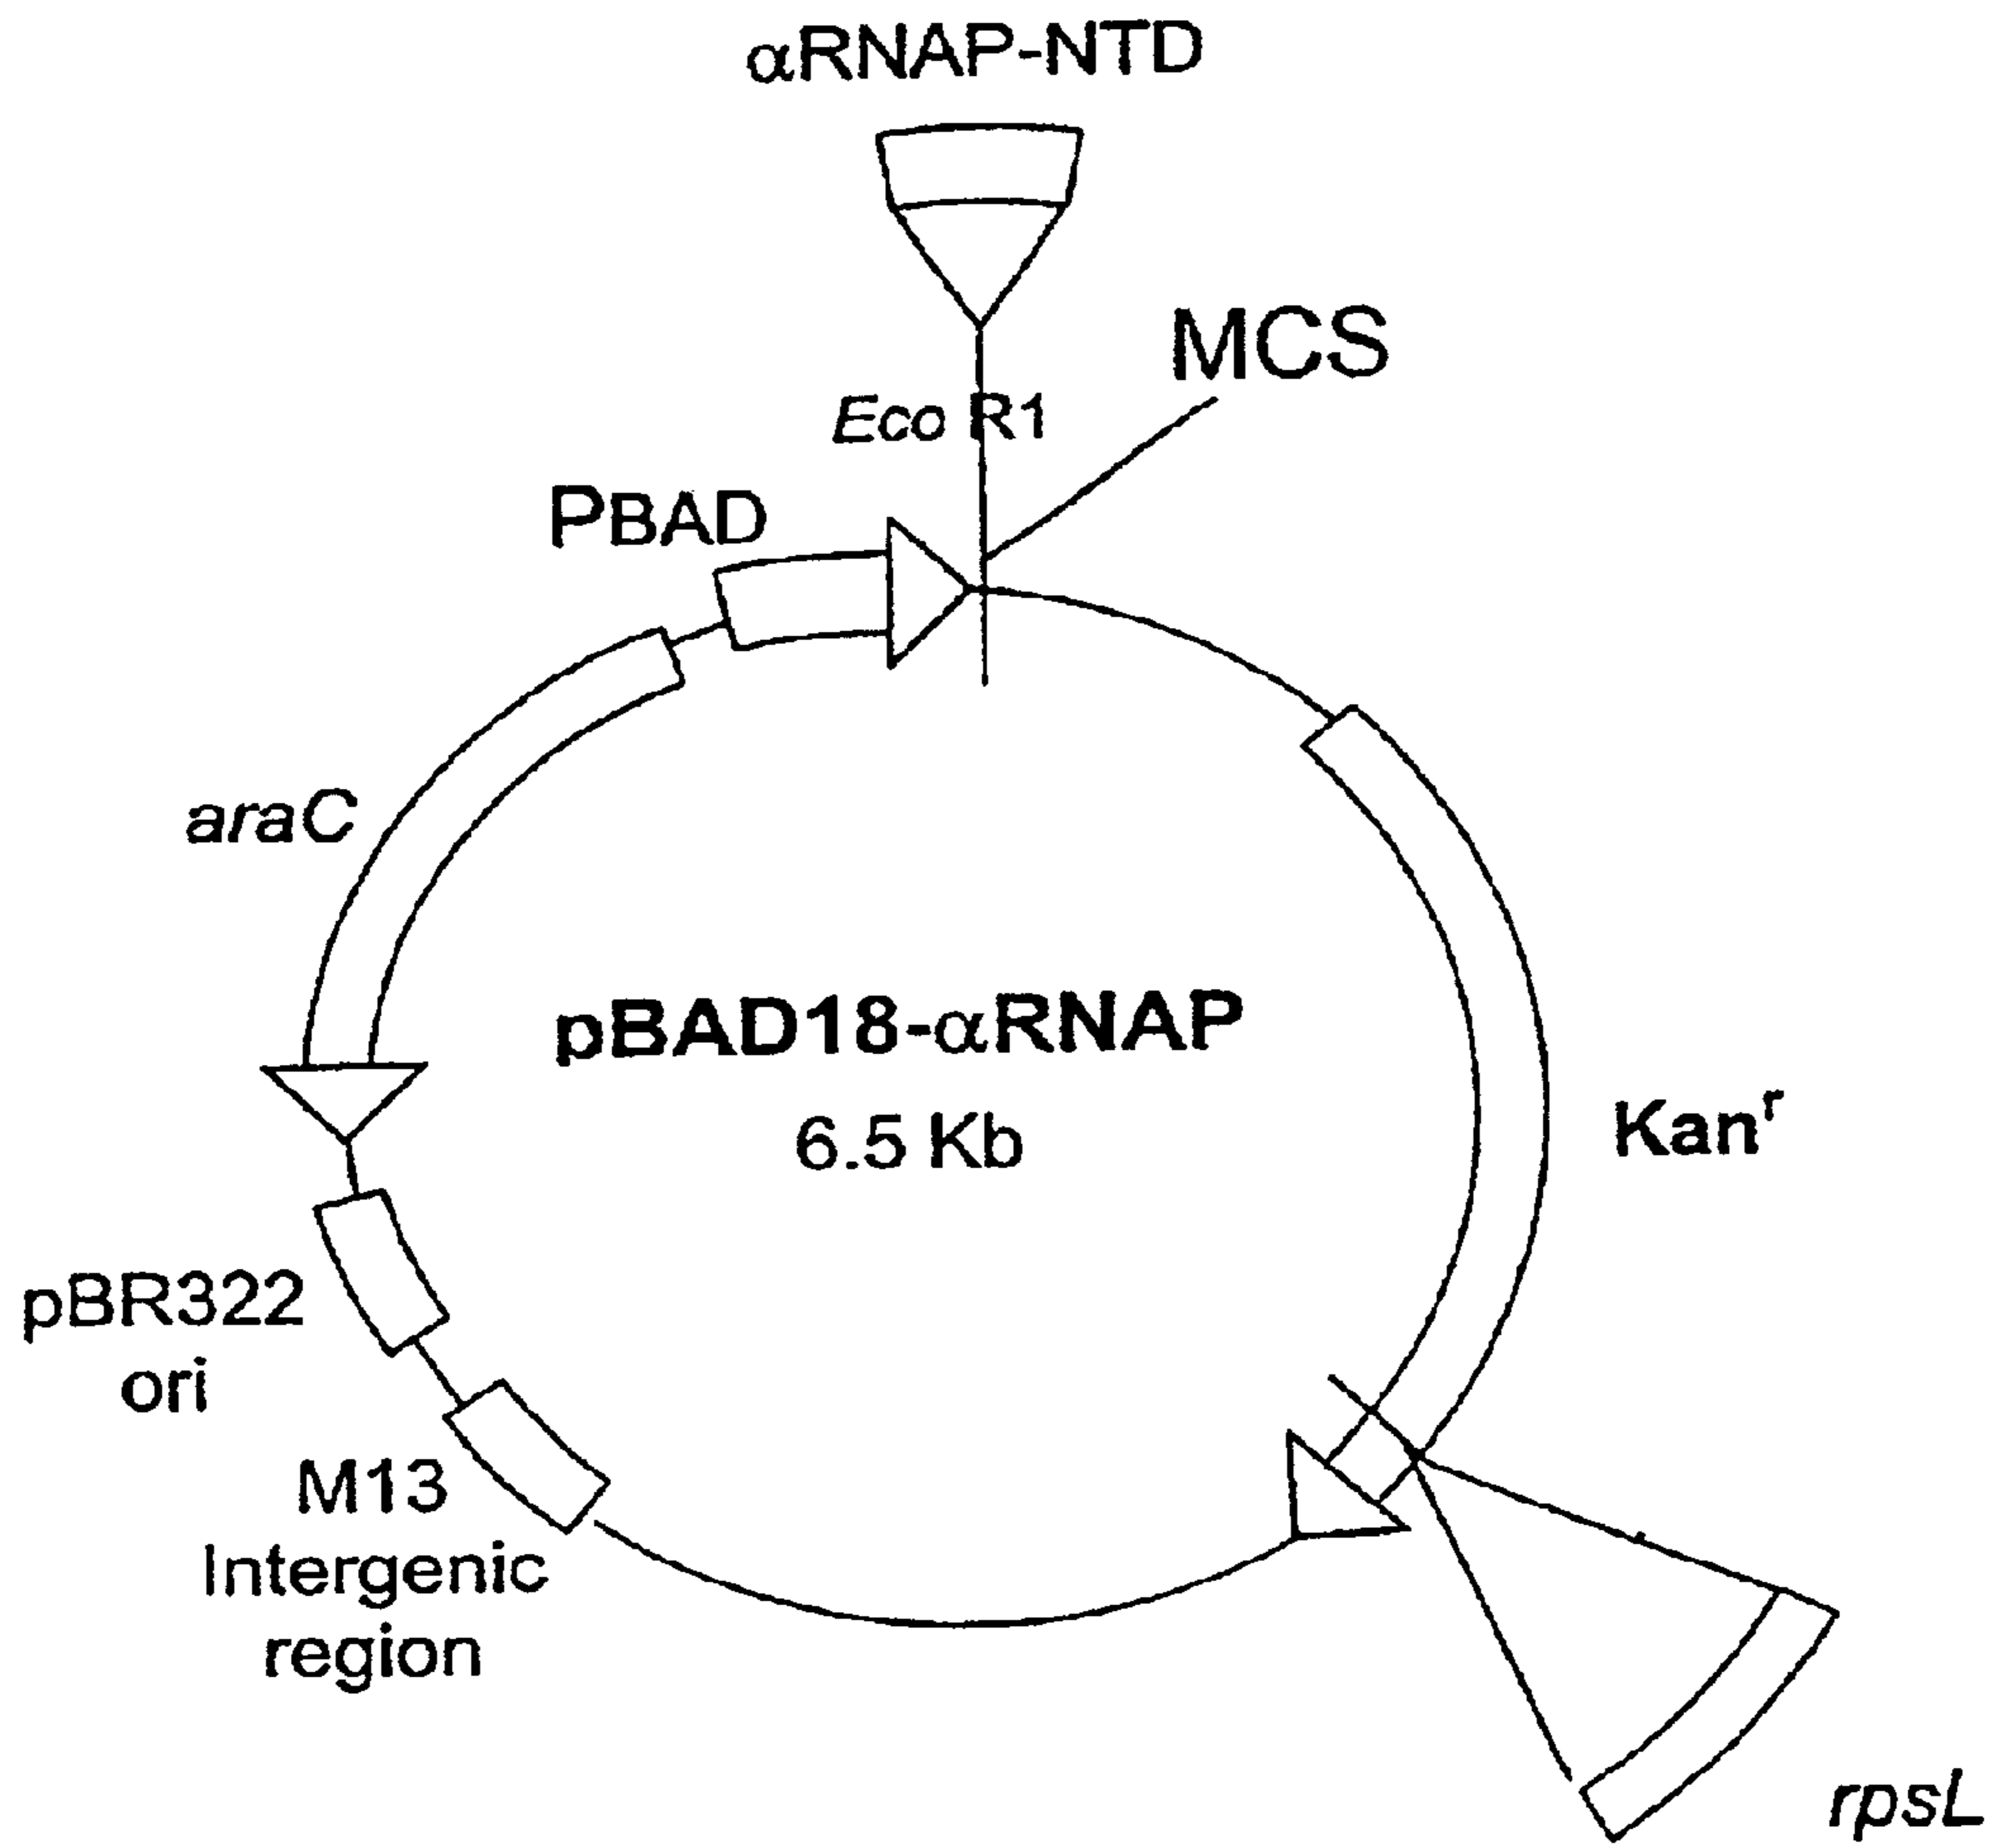 αRNAP-NTD
MCS
Eco R1
PBAD
araC
pBAD18-αRNAP
6.5 Kb
Kanʳ
pBR322
ori
M13
Intergenic
region
rpsL